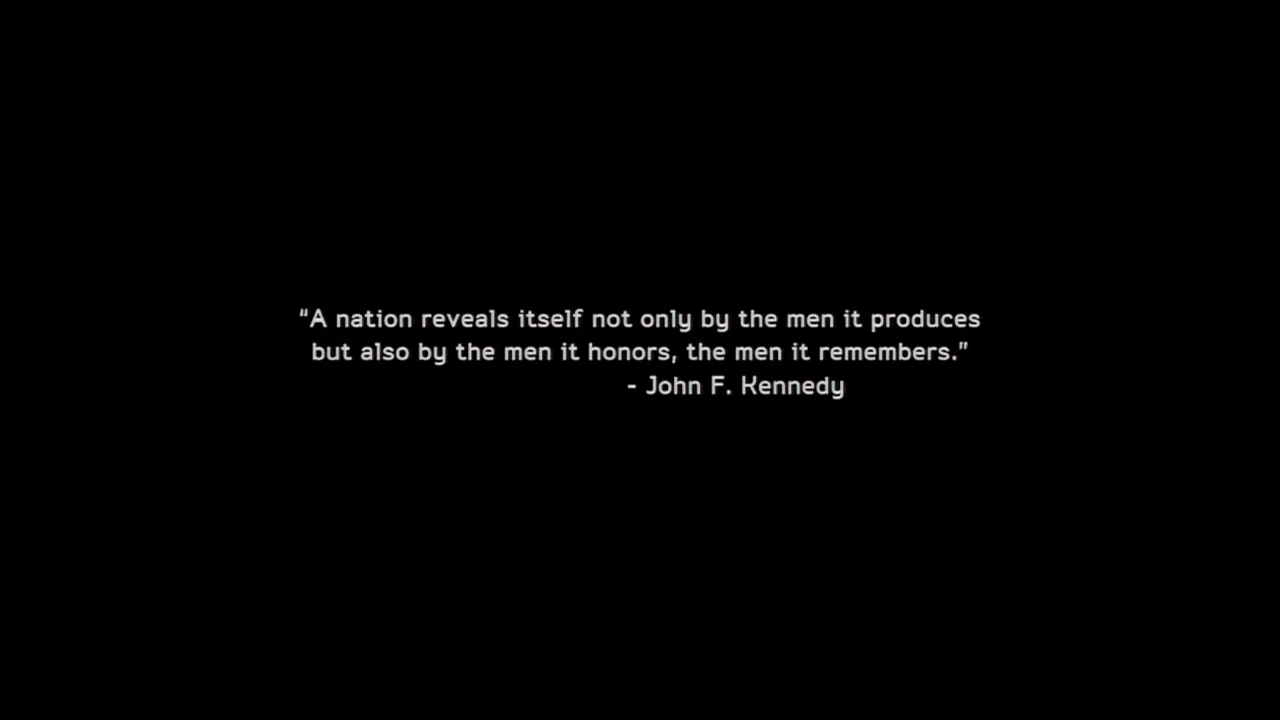 “A nation reveals itself not only by the men it produces
but also by the men it honors, the men it remembers.”
- John F. Kennedy